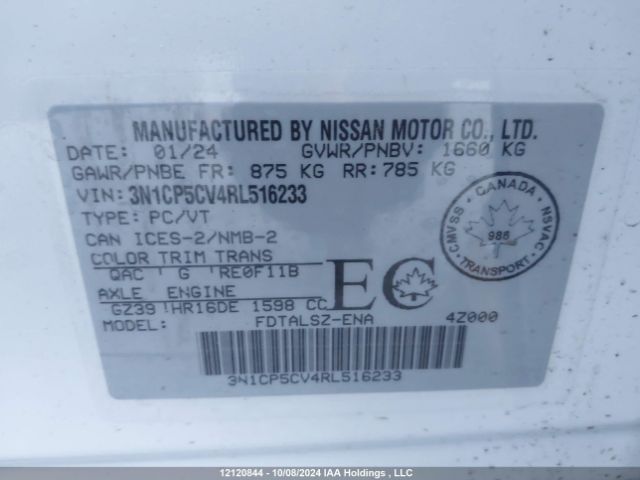 MANUFACTURED BY NISSAN MOTOR CO., LTD.
DATE: 01/24 GVWR/PNBV: 1660 KG
GAWR/PNBE FR: 875 KG RR:785 KG
VIN: 3N1CP5CV4RL516233
TYPE: PC/VT
CAN ICES-2/NMB-2
COLOR TRIM TRANS
QAC G RE0F11B
AXLE ENGINE
GZ39 HR16DE 1598 CC
MODEL: FDTALSZ-ENA 4Z000
EC
CANADA
CMVSS NSVAC
986
TRANSPORT
3N1CP5CV4RL516233
12120844 - 10/08/2024 IAA Holdings , LLC